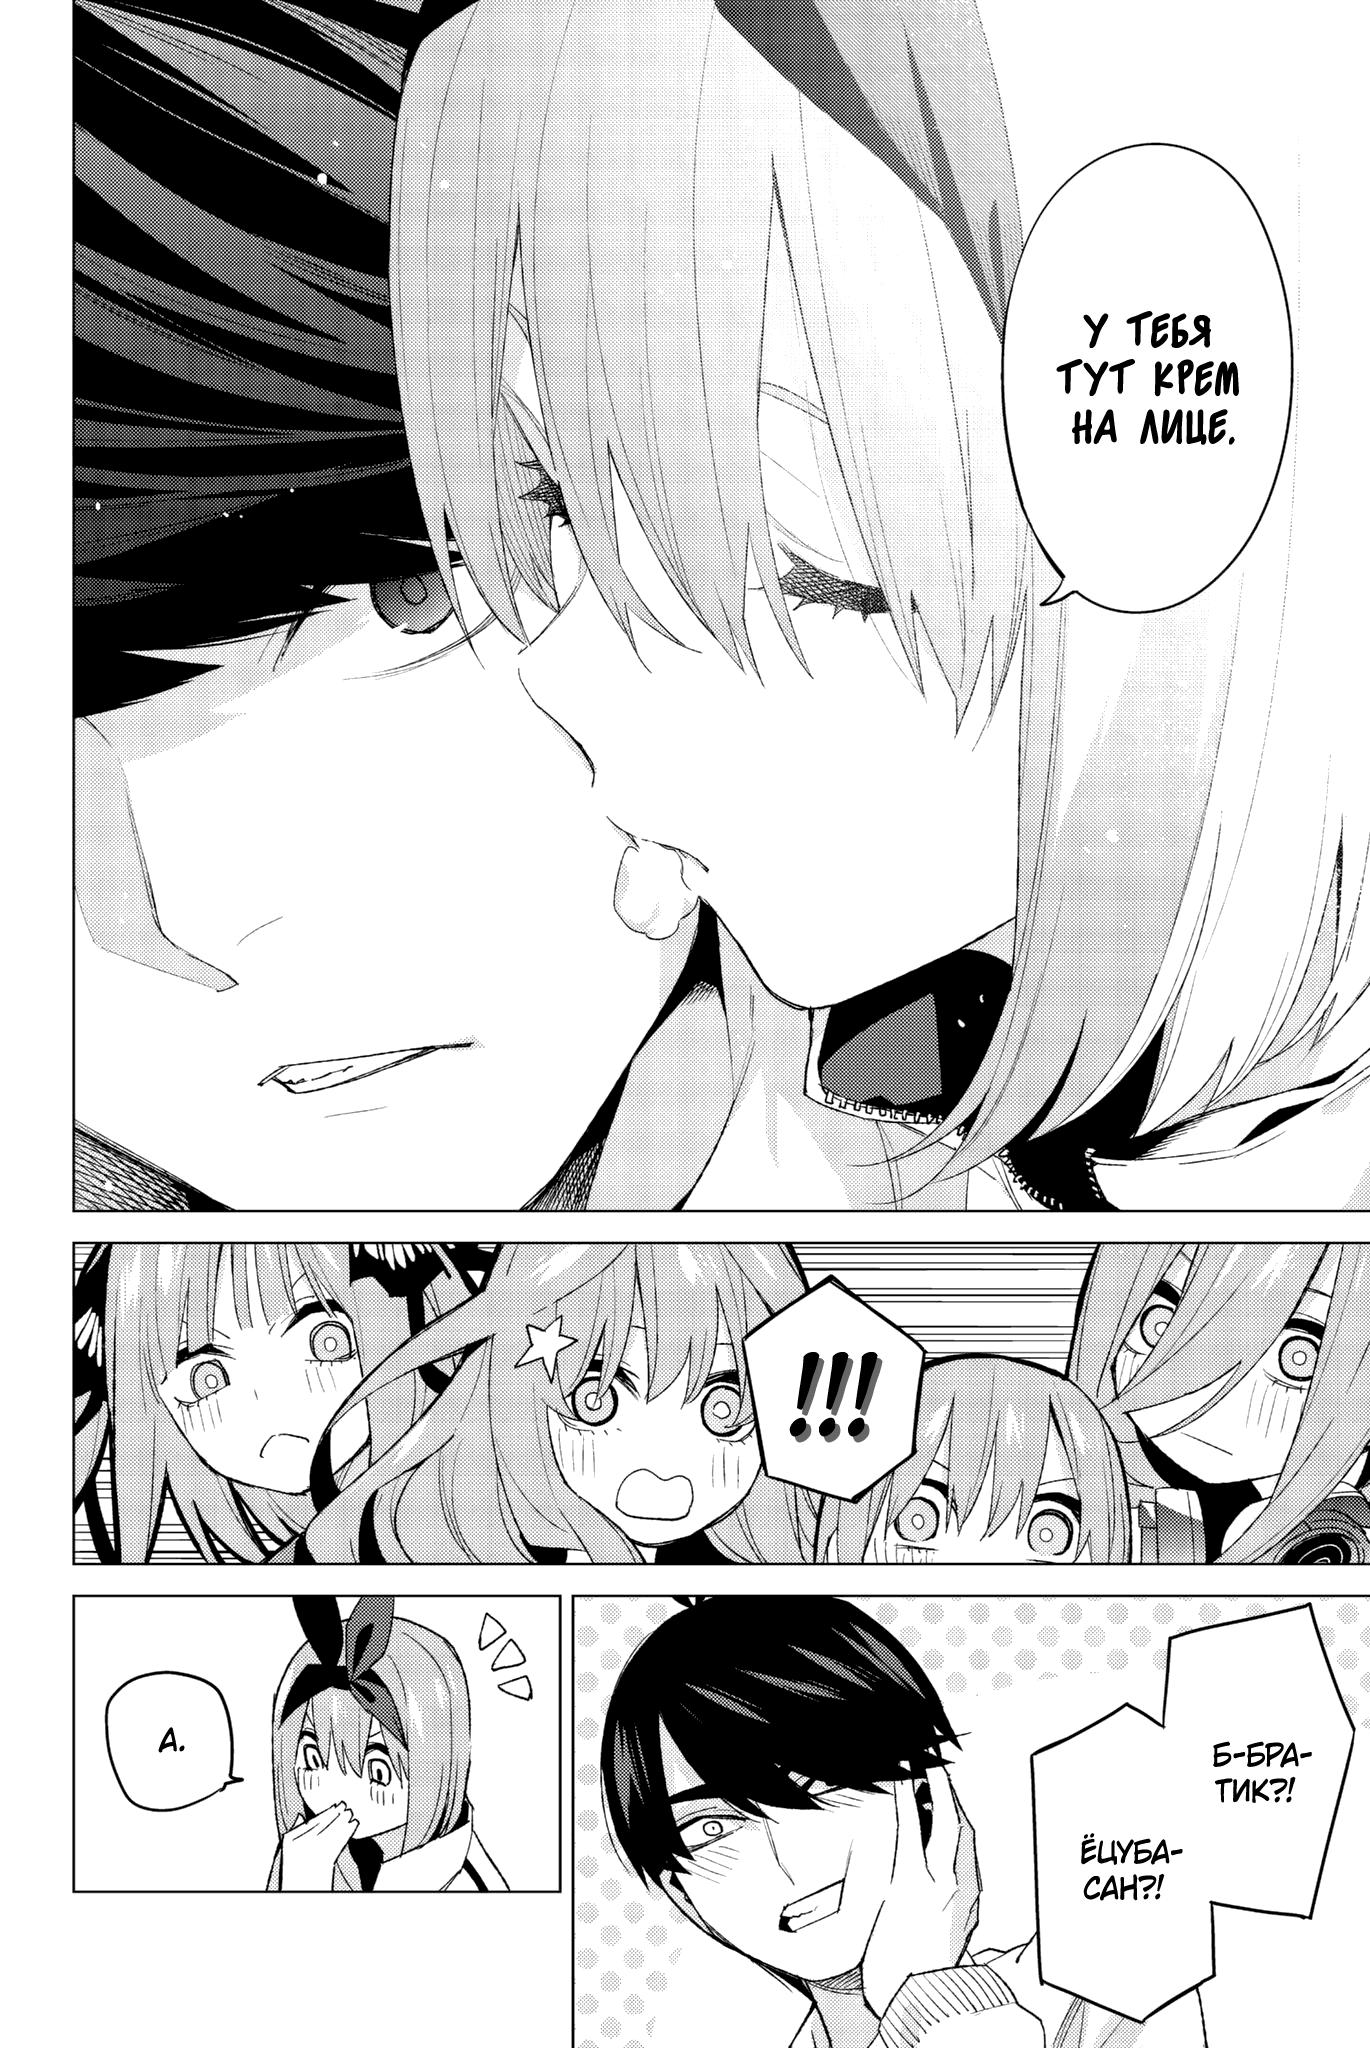 У ТЕБЯ
ТУТ КРЕМ
НА ЛИЦЕ.
!!!
Б-БРА-
ТИК?!
ЁЦУБА-
САН?!
А.